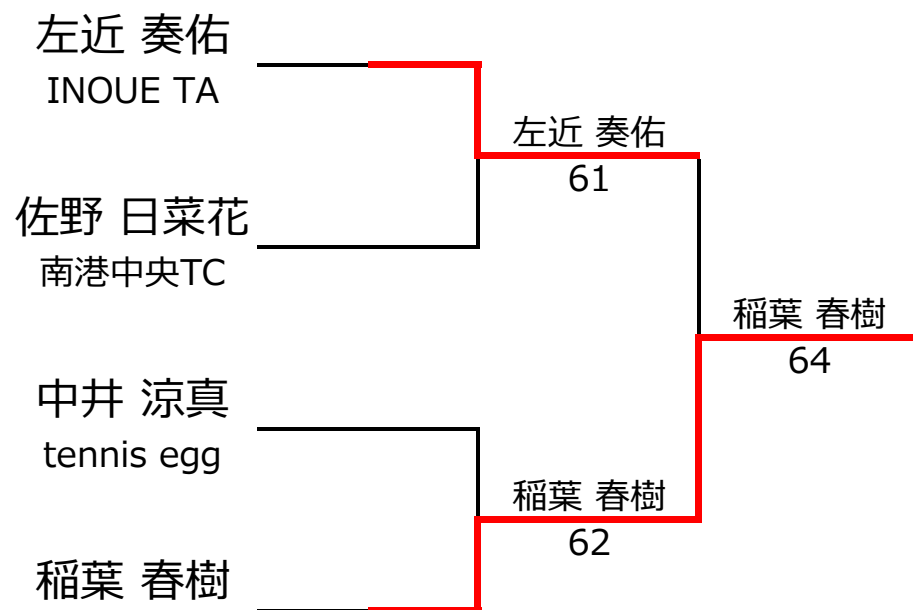 左近 奏佑
INOUE TA
左近 奏佑
61
佐野 日菜花
南港中央TC
稲葉 春樹
64
中井 涼真
tennis egg
稲葉 春樹
62
稲葉 春樹